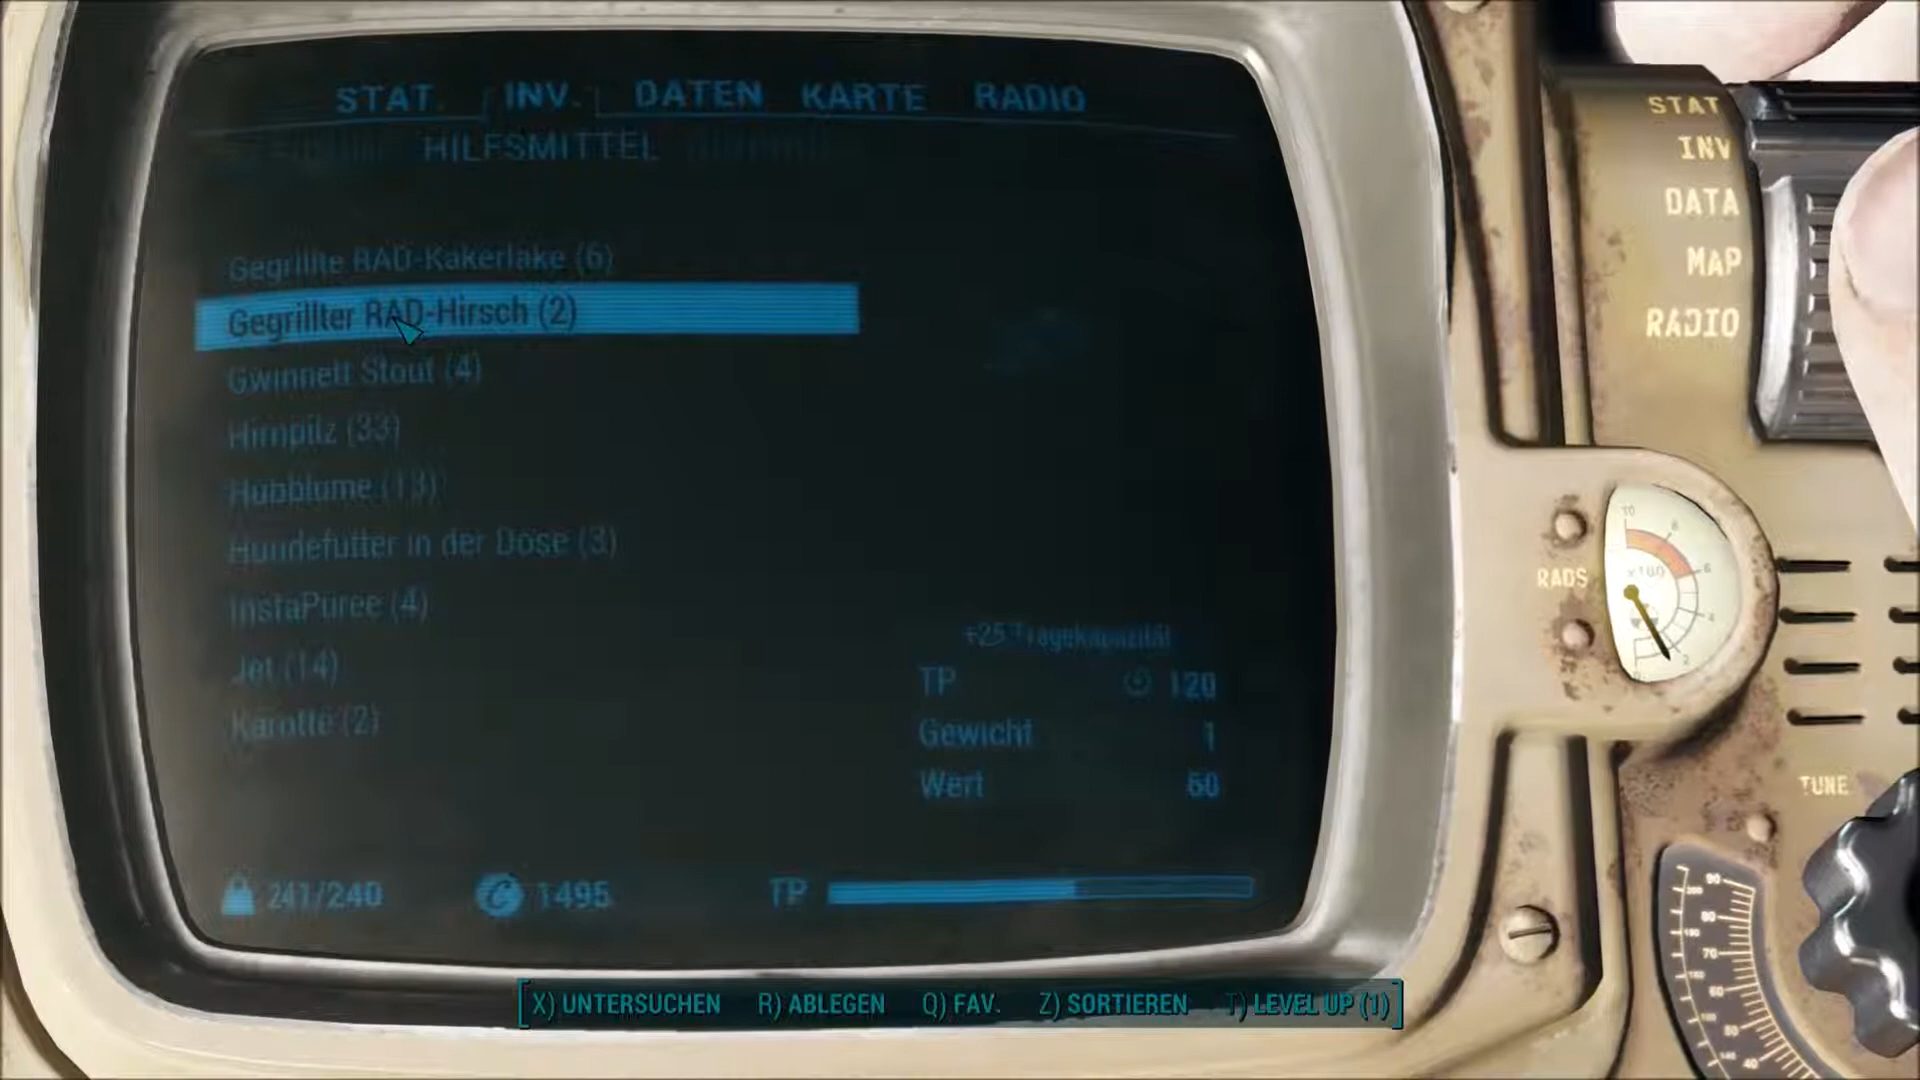 STAT. INV. DATEN KARTE RADIO
HILFSMITTEL
Gegrillte RAD-Kakerlake (6)
Gegrillter RAD-Hirsch (2)
Gwinnett Stout (4)
Hirnpilz (33)
Hubblume (13)
Hundefutter in der Dose (3)
InstaPüree (4)
Jet (14)
Karotte (2)
+25 Tragekapazität
TP 120
Gewicht 1
Wert 60
241/240 1495 TP
X) UNTERSUCHEN R) ABLEGEN Q) FAV. Z) SORTIEREN T) LEVEL UP (1)
STAT
INV
DATA
MAP
RADIO
RADS
x100
TUNE